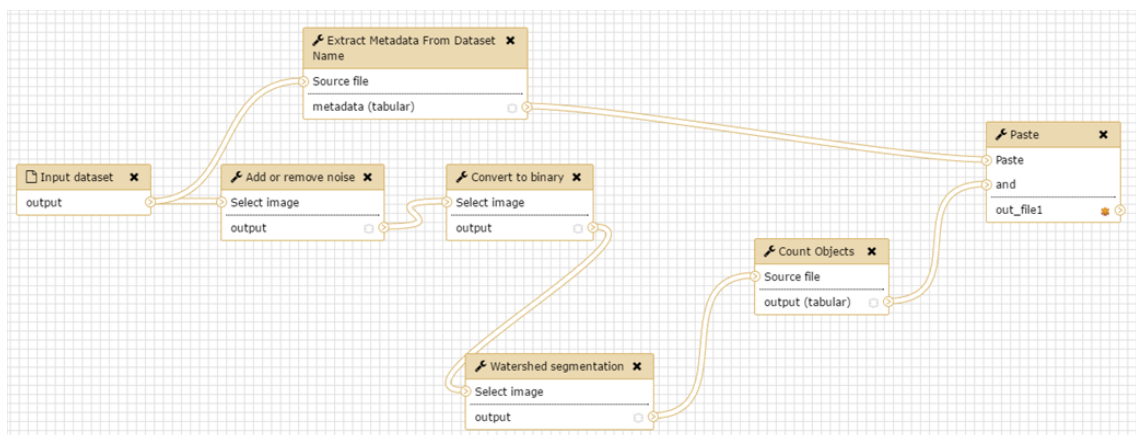 Extract Metadata From Dataset
Name
Source file
metadata (tabular)
Input dataset
output
Add or remove noise
Select image
output
Convert to binary
Select image
output
Watershed segmentation
Select image
output
Count Objects
Source file
output (tabular)
Paste
Paste
and
out_file1